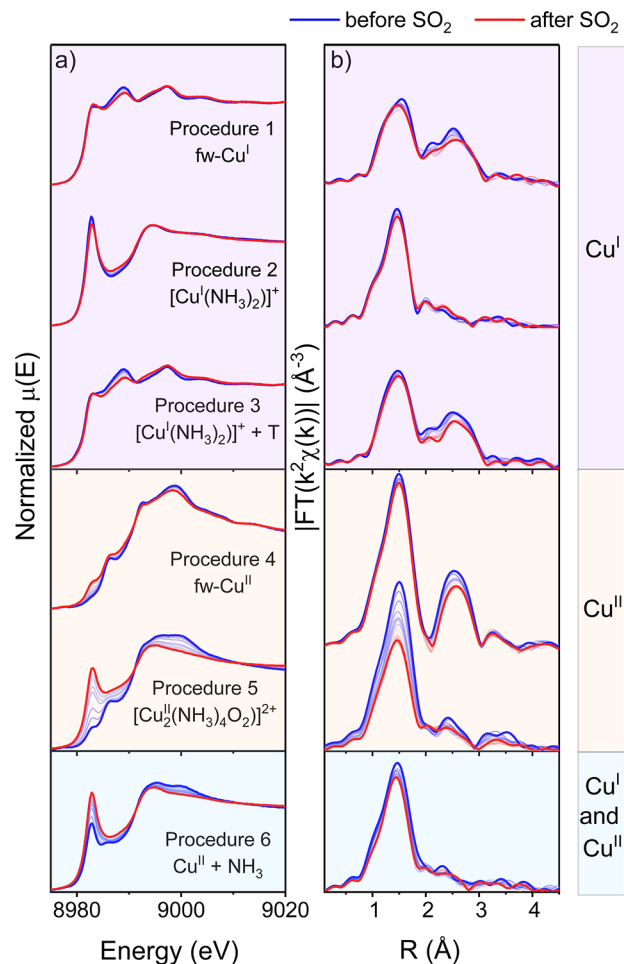 before SO₂ after SO₂
a) b)
Procedure 1
fw-Cuᴵ
Procedure 2
[Cuᴵ(NH₃)₂)]⁺
Procedure 3
[Cuᴵ(NH₃)₂)]⁺ + T
Cuᴵ
Normalized μ(E)
|FT(k²χ(k))| (Å⁻³)
Procedure 4
fw-Cuᴵᴵ
Procedure 5
[Cu₂ᴵᴵ(NH₃)₄O₂)]²⁺
Cuᴵᴵ
Procedure 6
Cuᴵᴵ + NH₃
Cuᴵ
and
Cuᴵᴵ
8980 9000 9020 1 2 3 4
Energy (eV) R (Å)